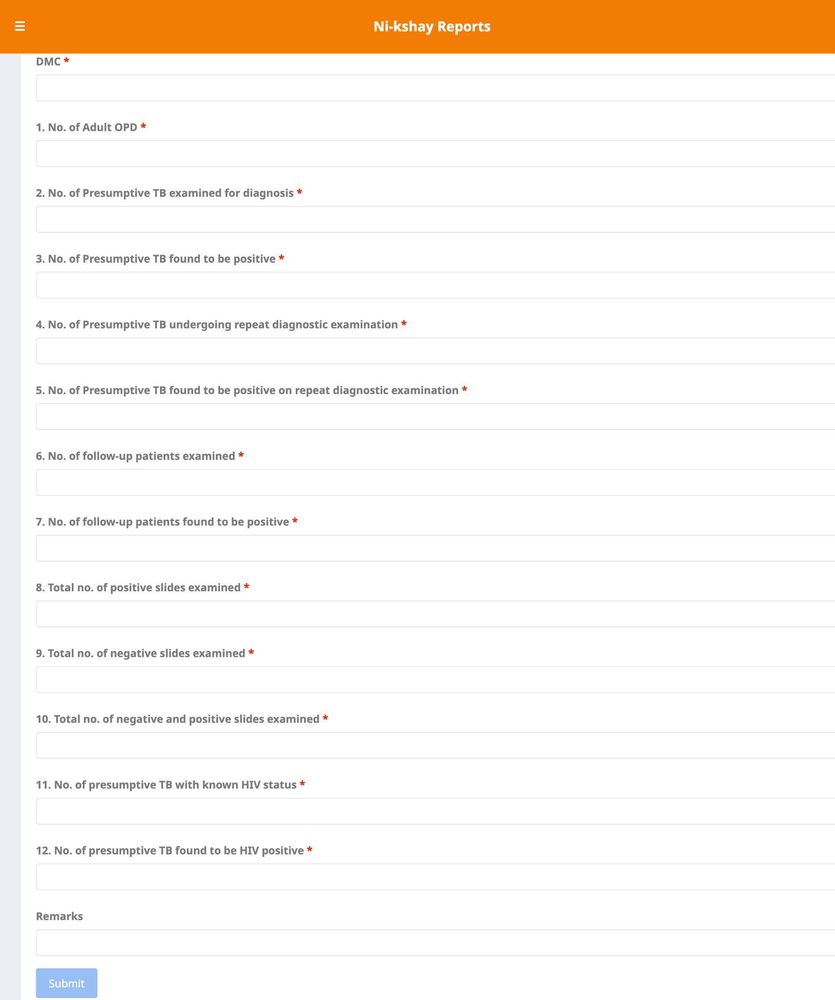 Ni-kshay Reports
DMC *
1. No. of Adult OPD *
2. No. of Presumptive TB examined for diagnosis *
3. No. of Presumptive TB found to be positive *
4. No. of Presumptive TB undergoing repeat diagnostic examination *
5. No. of Presumptive TB found to be positive on repeat diagnostic examination *
6. No. of follow-up patients examined *
7. No. of follow-up patients found to be positive *
8. Total no. of positive slides examined *
9. Total no. of negative slides examined *
10. Total no. of negative and positive slides examined *
11. No. of presumptive TB with known HIV status *
12. No. of presumptive TB found to be HIV positive *
Remarks
Submit